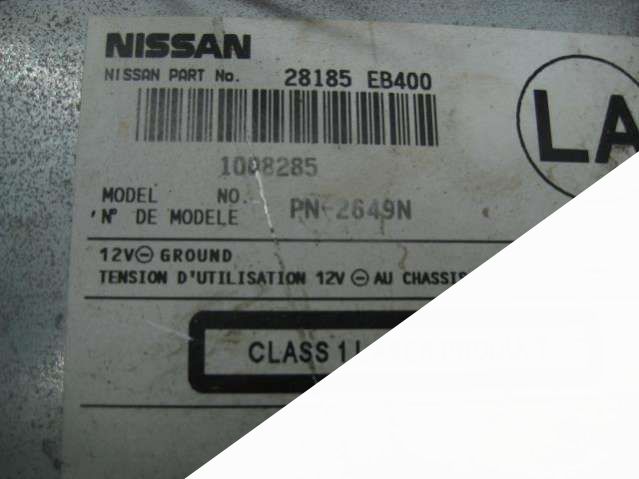 NISSAN
NISSAN PART No. 28185 EB400
LA
1008285
MODEL NO.
N° DE MODELE PN-2649N
12V⊖ GROUND
TENSION D'UTILISATION 12V ⊖ AU CHASSIS
CLASS 1